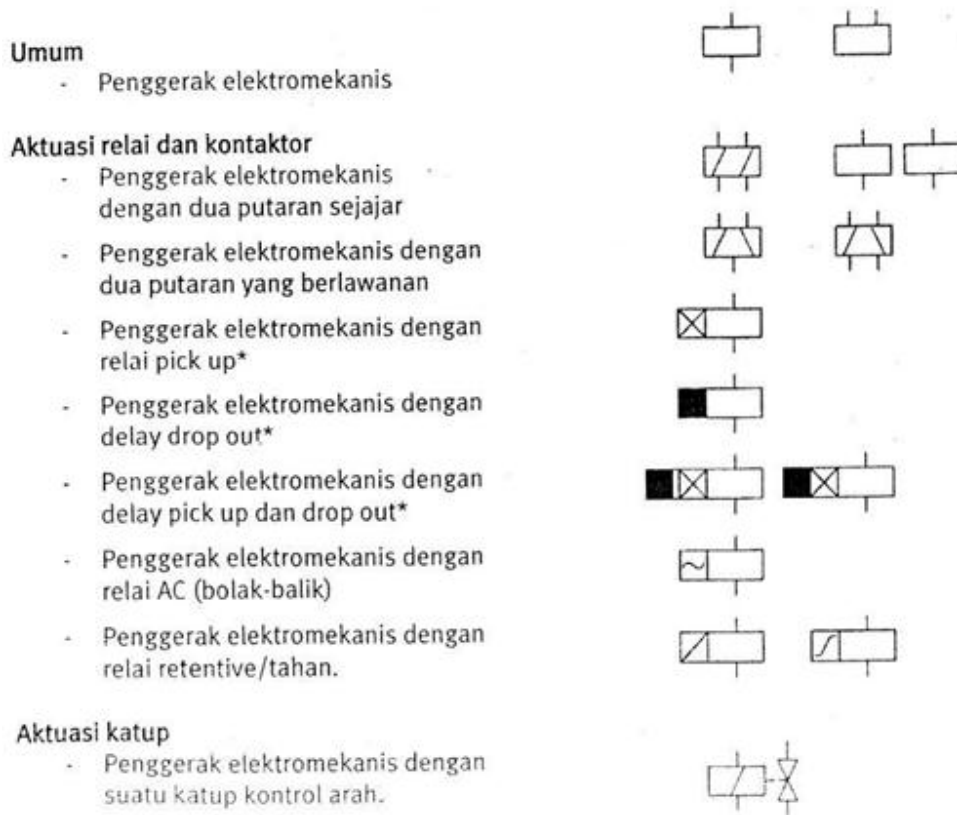 Umum
- Penggerak elektromekanis
Aktuasi relai dan kontaktor
- Penggerak elektromekanis
dengan dua putaran sejajar
- Penggerak elektromekanis dengan
dua putaran yang berlawanan
- Penggerak elektromekanis dengan
relai pick up*
- Penggerak elektromekanis dengan
delay drop out*
- Penggerak elektromekanis dengan
delay pick up dan drop out*
- Penggerak elektromekanis dengan
relai AC (bolak-balik)
- Penggerak elektromekanis dengan
relai retentive/tahan.
Aktuasi katup
- Penggerak elektromekanis dengan
suatu katup kontrol arah.